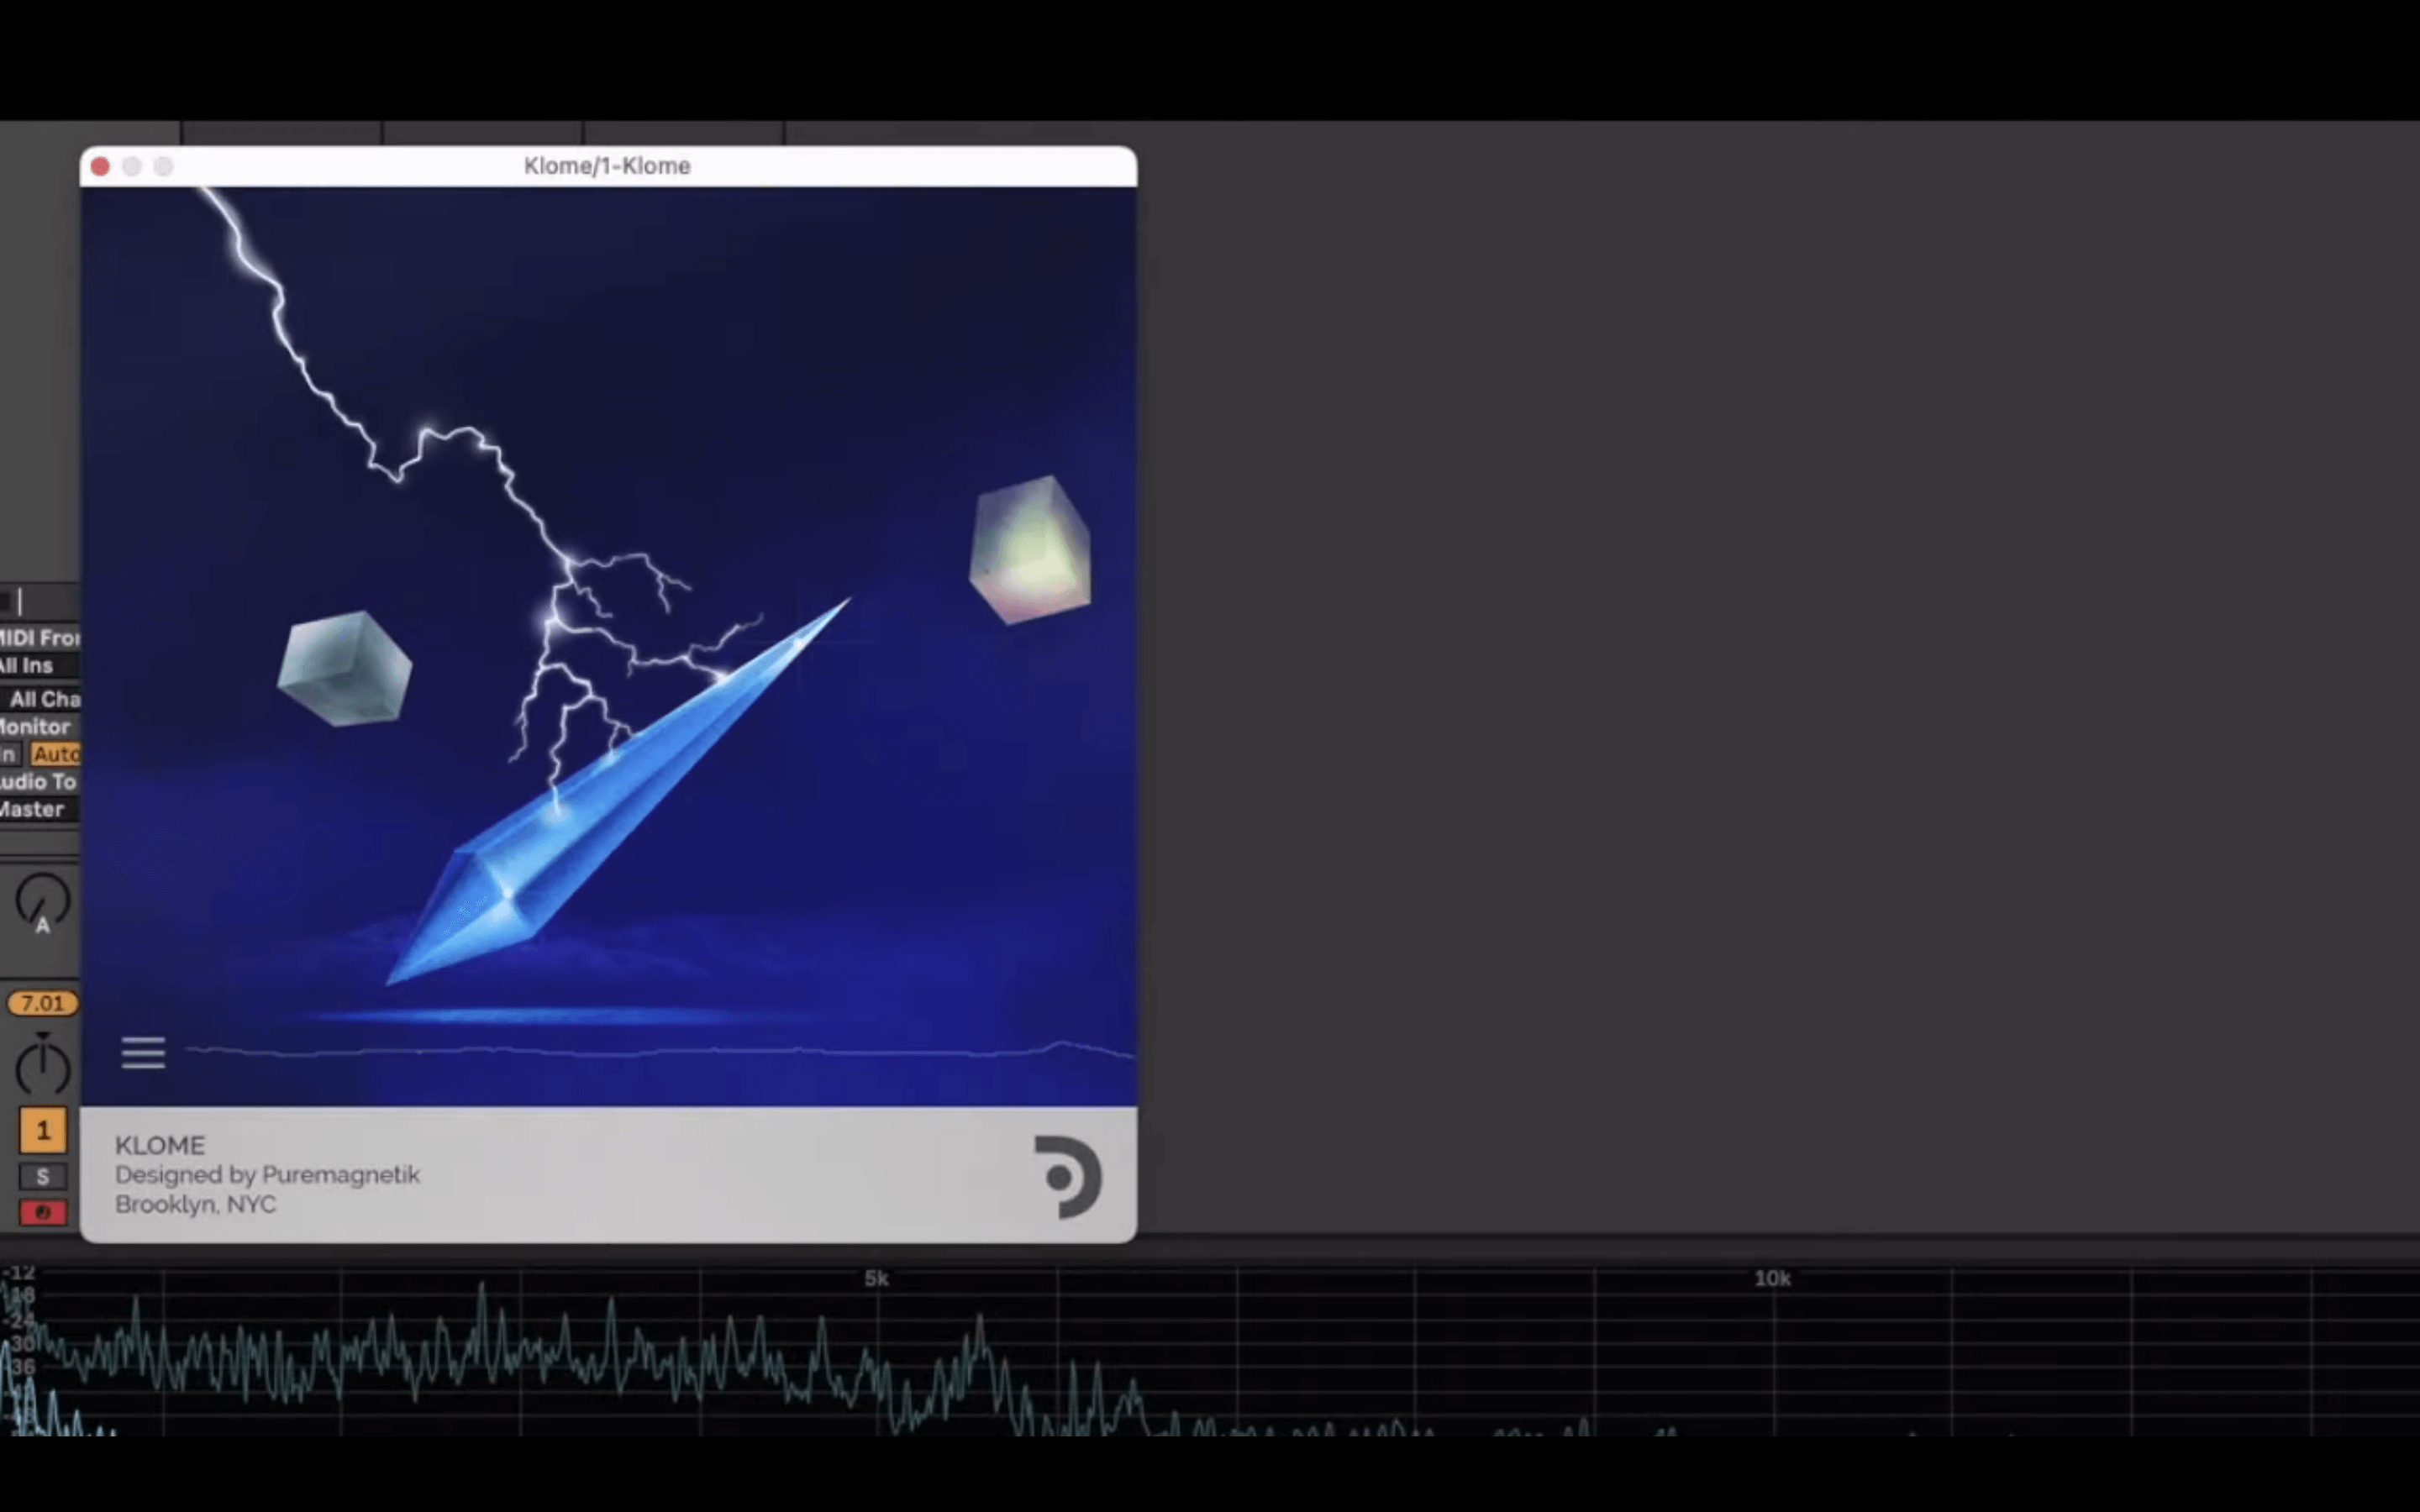 Klome/1-Klome
MIDI Fror
All Ins
All Cha
Monitor
In Auto
Audio To
Master
A
7.01
1
S
KLOME
Designed by Puremagnetik
Brooklyn, NYC
-12
-18
-24
-30
-36
5k
10k